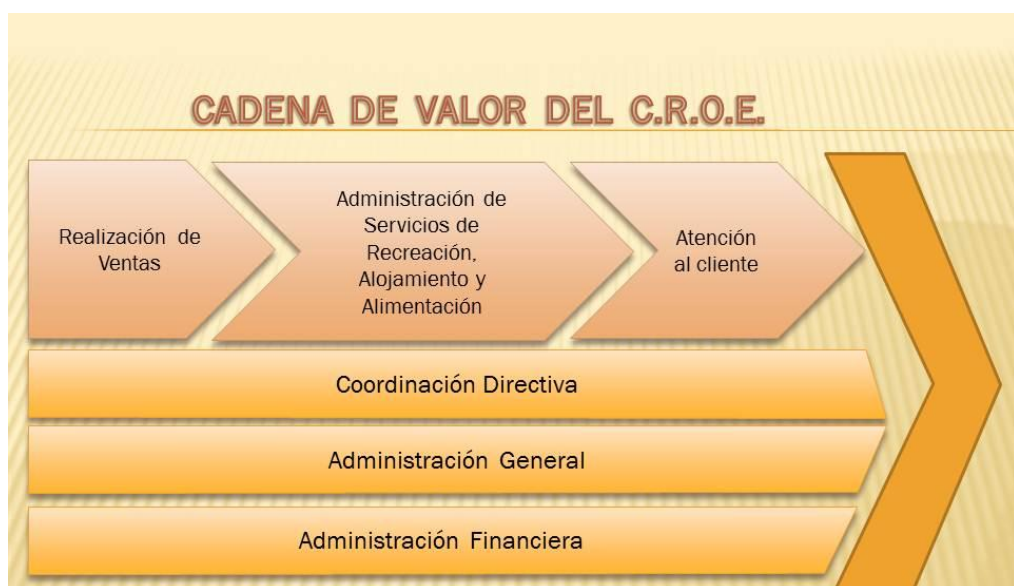 CADENA DE VALOR DEL C.R.O.E.
Realización de
Ventas
Administración de
Servicios de
Recreación,
Alojamiento y
Alimentación
Atención
al cliente
Coordinación Directiva
Administración General
Administración Financiera